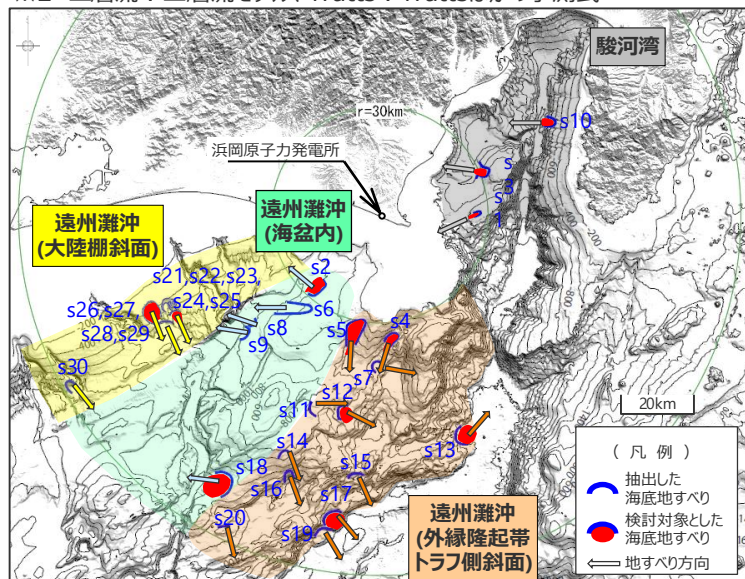 駿河湾
r=30km
s10
浜岡原子力発電所
s
3
s
1
遠州灘沖
(大陸棚斜面)
遠州灘沖
(海盆内)
s2
s21,s22,s23,
s24,s25
s26,s27,
s28,s29
s6
s8
s9
s5
s4
s7
s30
s12
s11
s13
s14
s18
s15
s16
s17
s20
s19
20km
遠州灘沖
(外縁隆起帯
トラフ側斜面)
(凡例)
抽出した
海底地すべり
検討対象とした
海底地すべり
地すべり方向